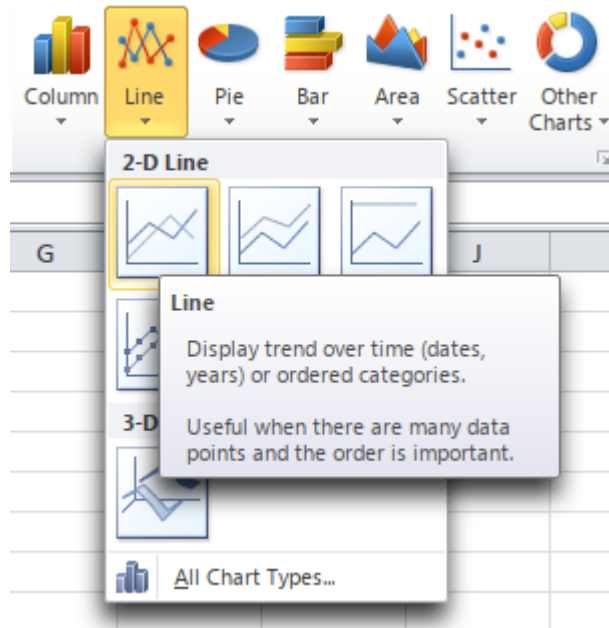 Column Line Pie Bar Area Scatter Other
Charts
2-D Line
G J
Line
Display trend over time (dates,
years) or ordered categories.
Useful when there are many data
points and the order is important.
3-D
All Chart Types...